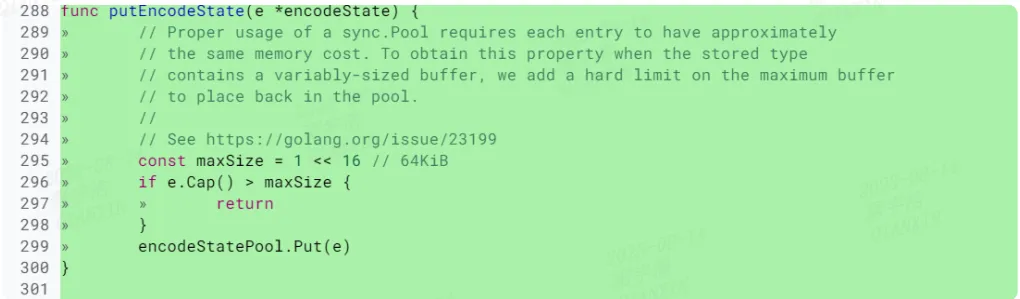 288 func putEncodeState(e *encodeState) {
289 » // Proper usage of a sync.Pool requires each entry to have approximately
290 » // the same memory cost. To obtain this property when the stored type
291 » // contains a variably-sized buffer, we add a hard limit on the maximum buffer
292 » // to place back in the pool.
293 » //
294 » // See https://golang.org/issue/23199
295 » const maxSize = 1 << 16 // 64KiB
296 » if e.Cap() > maxSize {
297 » » return
298 » }
299 » encodeStatePool.Put(e)
300 }
301